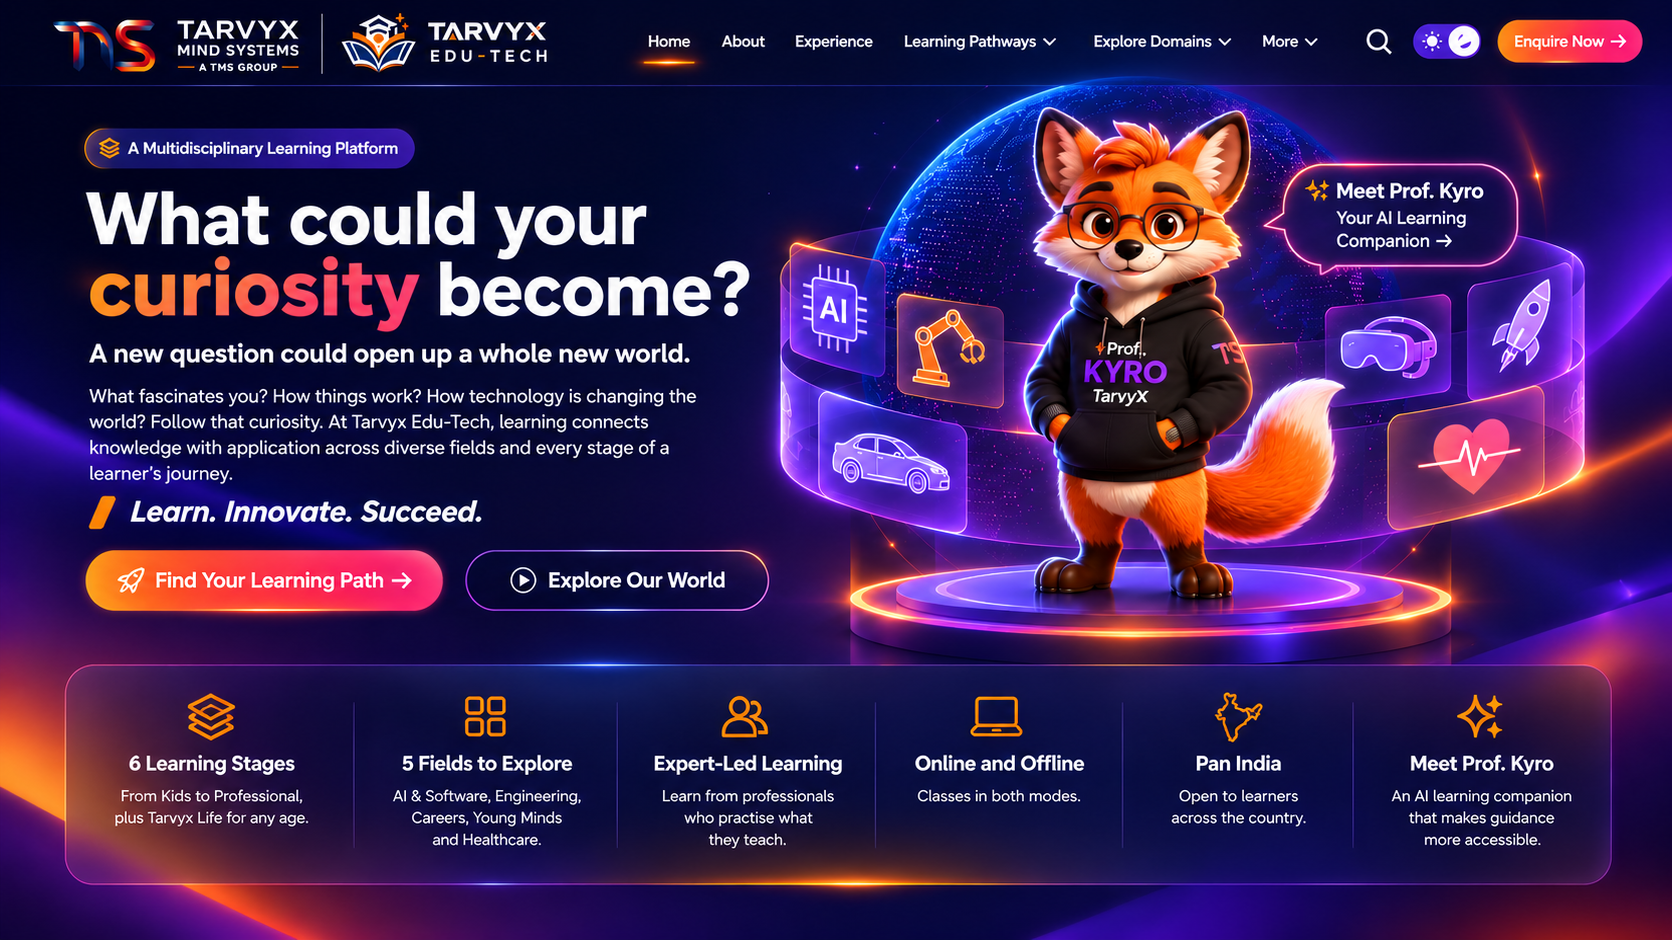 TMS
TARVYX
MIND SYSTEMS
A TMS GROUP
TARVYX
EDU-TECH
Home
About
Experience
Learning Pathways
Explore Domains
More
Enquire Now →
A Multidisciplinary Learning Platform
What could your
curiosity become?
A new question could open up a whole new world.
What fascinates you? How things work? How technology is changing the
world? Follow that curiosity. At Tarvyx Edu-Tech, learning connects
knowledge with application across diverse fields and every stage of a
learner's journey.
Learn. Innovate. Succeed.
Find Your Learning Path →
Explore Our World
Meet Prof. Kyro
Your AI Learning
Companion →
AI
Prof.
KYRO
TarvyX
TS
6 Learning Stages
From Kids to Professional,
plus Tarvyx Life for any age.
5 Fields to Explore
AI & Software, Engineering,
Careers, Young Minds
and Healthcare.
Expert-Led Learning
Learn from professionals
who practise what
they teach.
Online and Offline
Classes in both modes.
Pan India
Open to learners
across the country.
Meet Prof. Kyro
An AI learning companion
that makes guidance
more accessible.